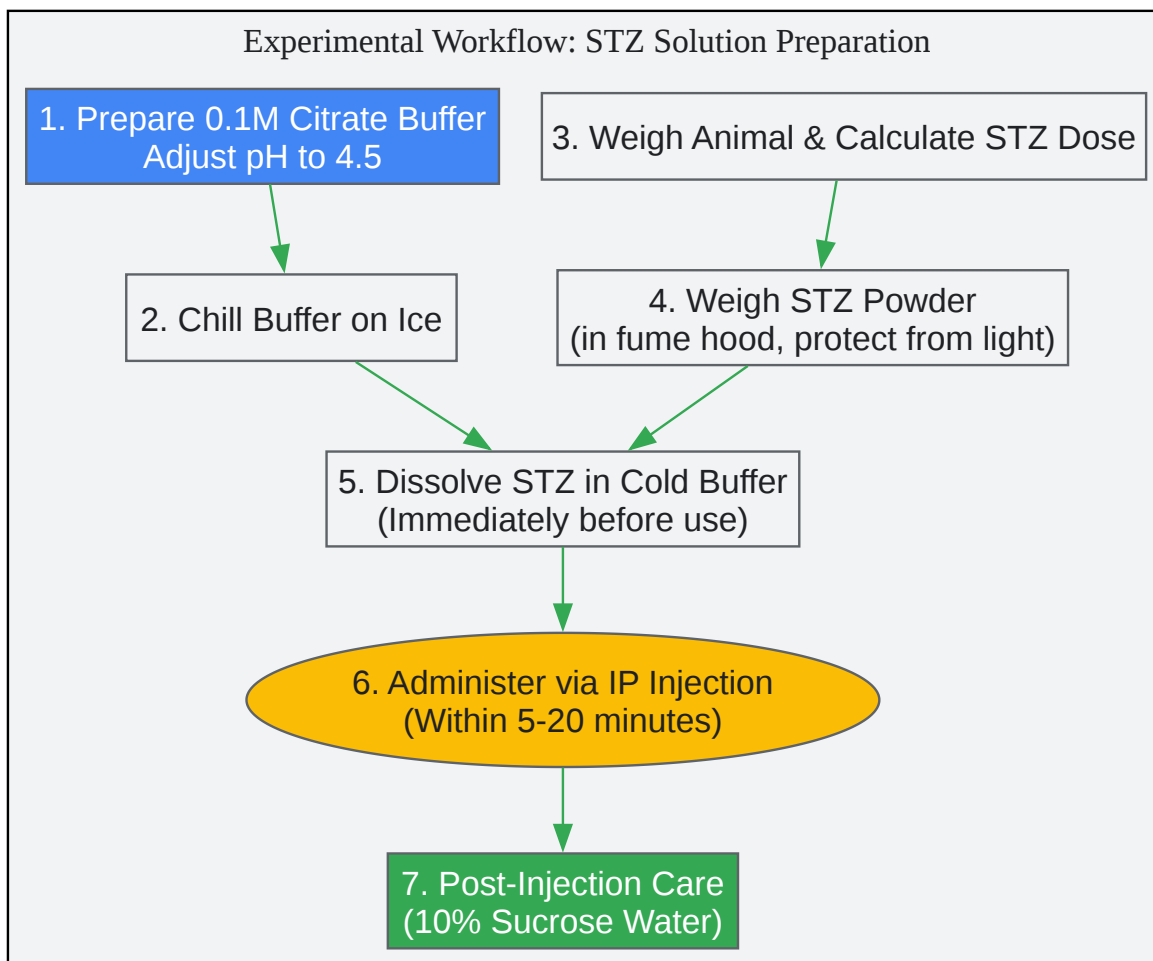 Experimental Workflow: STZ Solution Preparation
1. Prepare 0.1M Citrate Buffer
Adjust pH to 4.5
3. Weigh Animal & Calculate STZ Dose
2. Chill Buffer on Ice
4. Weigh STZ Powder
(in fume hood, protect from light)
5. Dissolve STZ in Cold Buffer
(Immediately before use)
6. Administer via IP Injection
(Within 5-20 minutes)
7. Post-Injection Care
(10% Sucrose Water)